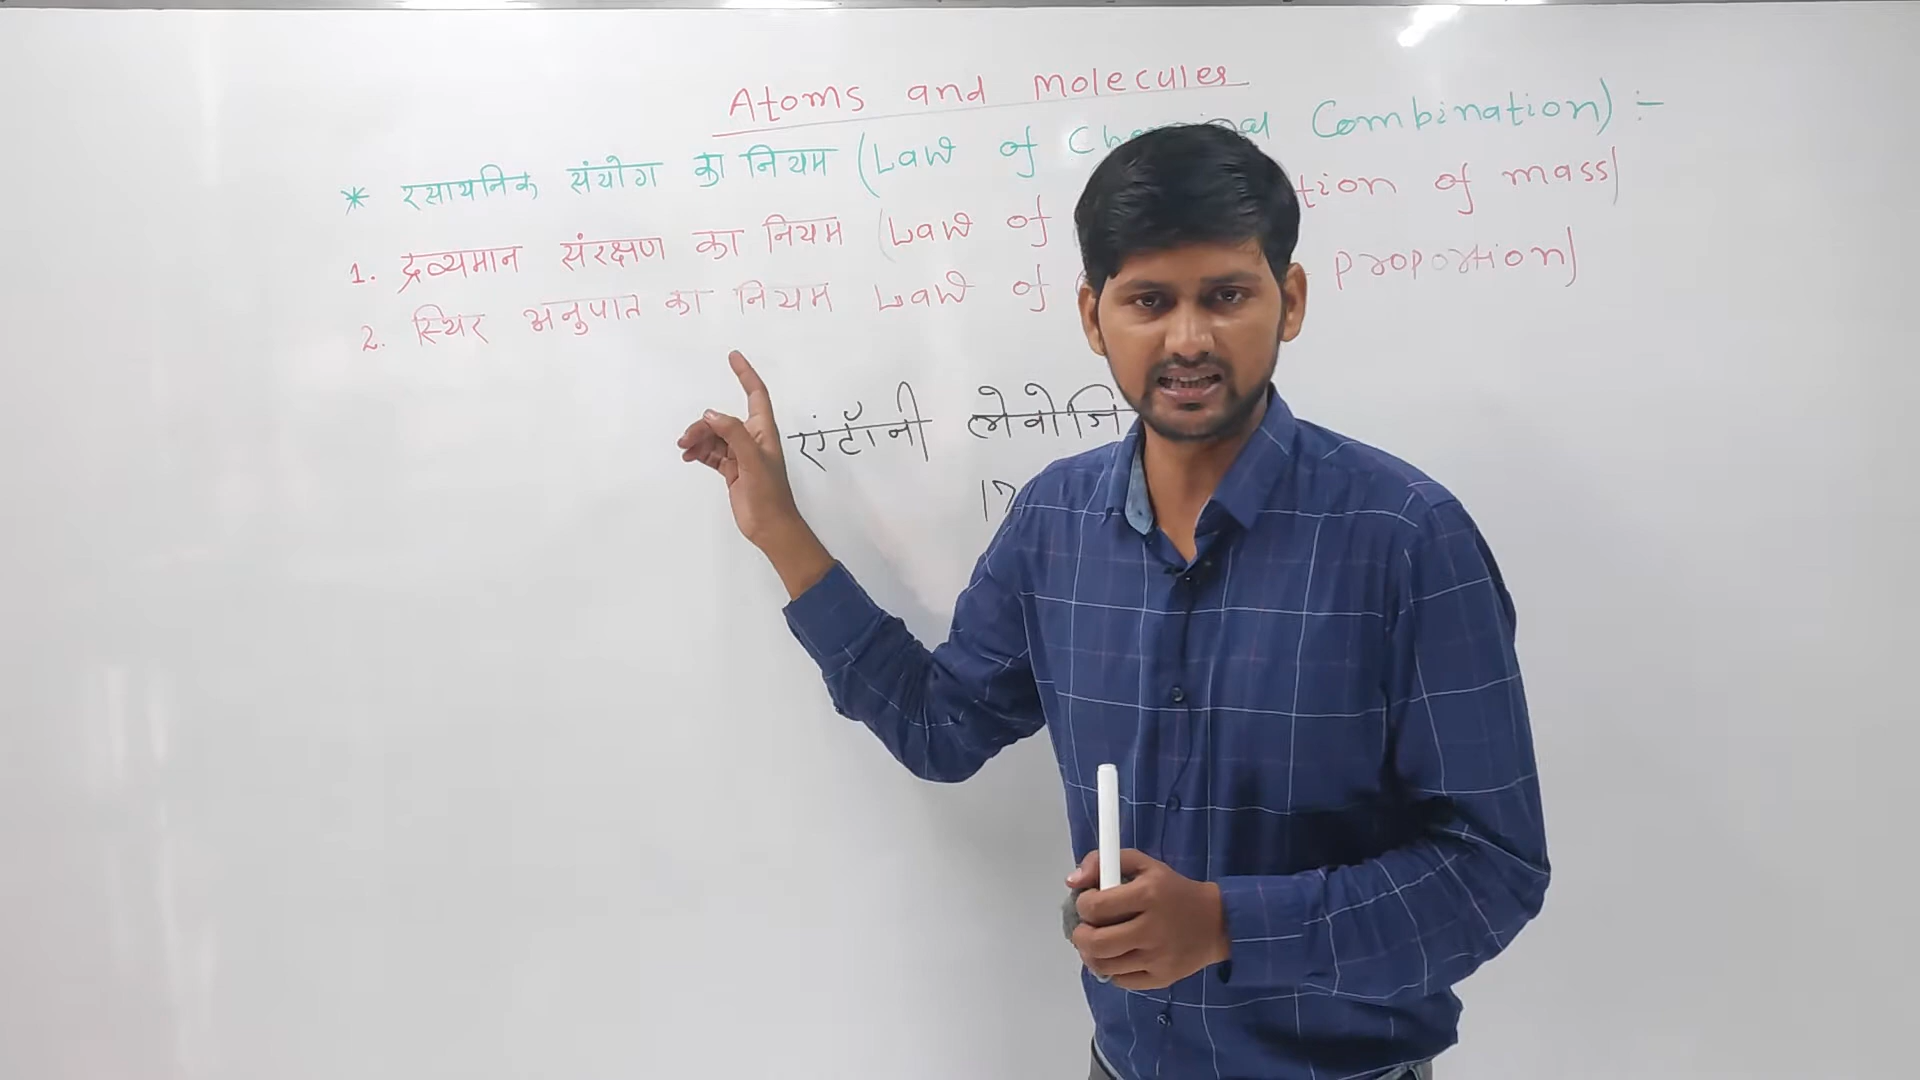 Atoms and molecules
* रसायनिक संयोग का नियम (Law of Combination) :-
1. द्रव्यमान संरक्षण का नियम (Law of tion of mass)
2. स्थिर अनुपात का नियम Law of proportion)
एंटॉनी लेवोजि
17